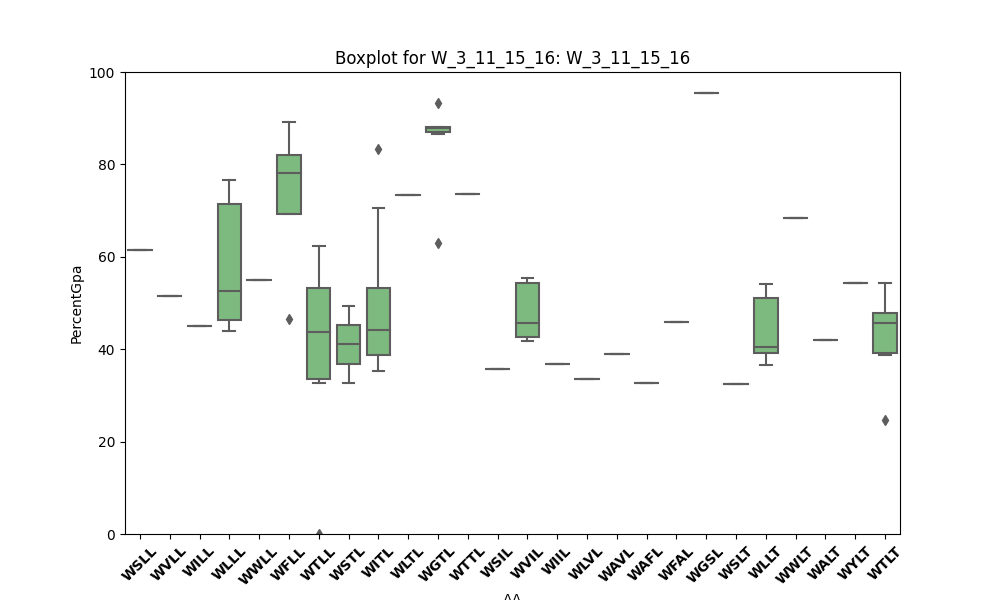 Boxplot for W_3_11_15_16: W_3_11_15_16
PercentGpa
100
80
60
40
20
0
WSLL WVLL WILL WLLL WWLL WFLL WTLL WSTL WITL WLTL WGTL WTTL WSIL WVIL WIIL WLVL WAVL WAFL WFAL WGSL WSLT WLLT WWLT WALT WYLT WTLT
AA